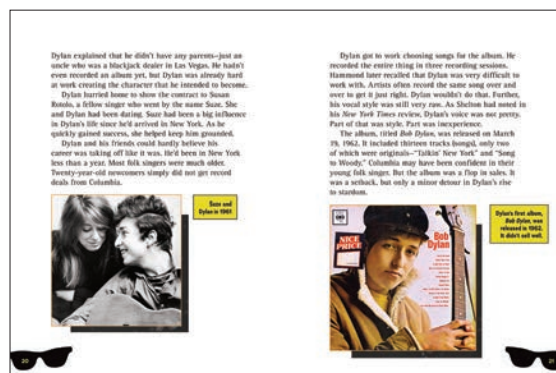 Dylan explained that he didn't have any parents—just an
uncle who was a blackjack dealer in Las Vegas. He hadn't
even recorded an album yet, but Dylan was already hard
at work creating the character that he intended to become.
Dylan hurried home to show the contract to Susan
Rotolo, a fellow singer who went by the name Suze. She
and Dylan had been dating. Suze had been a big influence
in Dylan's life since he'd arrived in New York. As he
quickly gained success, she helped keep him grounded.
Dylan and his friends could hardly believe his
career was taking off like it was. He'd been in New York
less than a year. Most folk singers were much older.
Twenty-year-old newcomers simply did not get record
deals from Columbia.
Suze and
Dylan in 1961
20
Dylan got to work choosing songs for the album. He
recorded the entire thing in three recording sessions.
Hammond later recalled that Dylan was very difficult to
work with. Artists often record the same song over and
over to get it just right. Dylan wouldn't do that. Further,
his vocal style was still very raw. As Shelton had noted in
his New York Times review, Dylan's voice was not pretty.
Part of that was style. Part was inexperience.
The album, titled Bob Dylan, was released on March
19, 1962. It included thirteen tracks (songs), only two
of which were originals—"Talkin' New York" and "Song
to Woody." Columbia may have been confident in their
young folk singer. But the album was a flop in sales. It
was a setback, but only a minor detour in Dylan's rise
to stardom.
NICE
PRICE
Bob
Dylan
Dylan's first album,
Bob Dylan, was
released in 1962.
It didn't sell well.
21